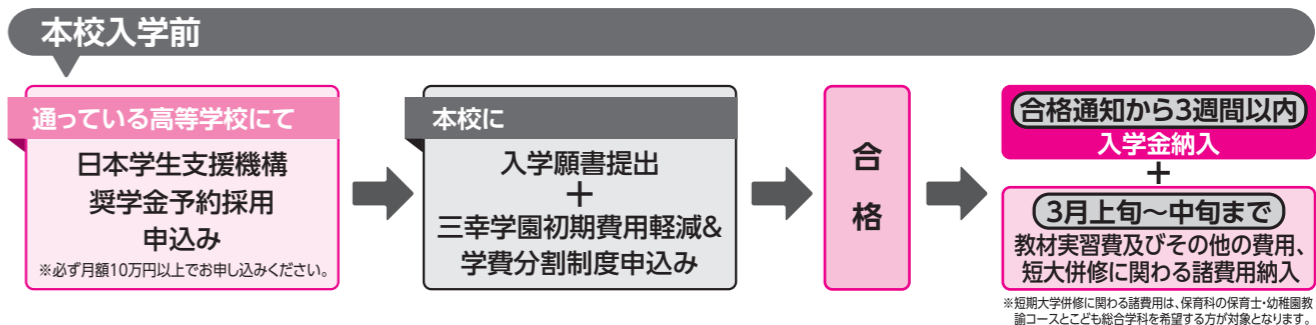 本校入学前
通っている高等学校にて
日本学生支援機構
奨学金予約採用
申込み
※必ず月額10万円以上でお申し込みください。
本校に
入学願書提出
＋
三幸学園初期費用軽減&
学費分割制度申込み
合
格
合格通知から3週間以内
入学金納入
＋
3月上旬〜中旬まで
教材実習費及びその他の費用、
短大併修に関わる諸費用納入
※短期大学併修に関わる諸費用は、保育科の保育士・幼稚園教
諭コースとこども総合学科を希望する方が対象となります。